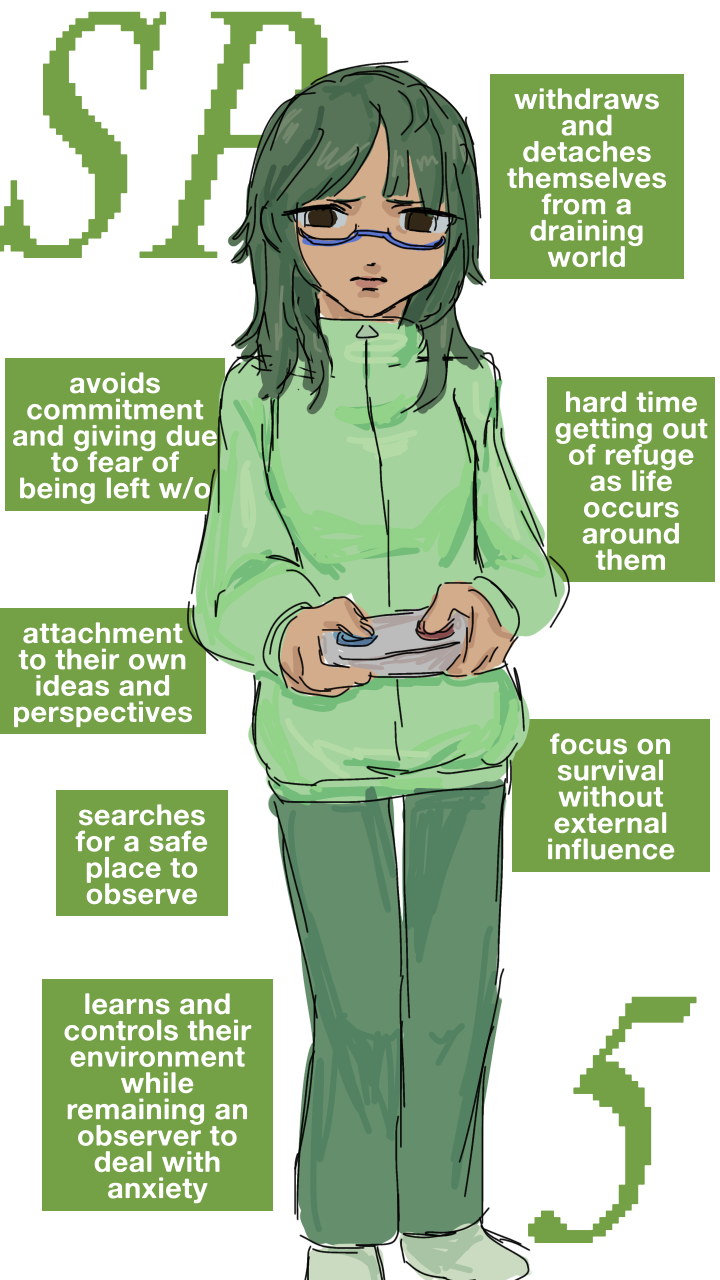 SP
withdraws
and
detaches
themselves
from a
draining
world
avoids
commitment
and giving due
to fear of
being left w/o
hard time
getting out
of refuge
as life
occurs
around
them
attachment
to their own
ideas and
perspectives
focus on
survival
without
external
influence
searches
for a safe
place to
observe
learns and
controls their
environment
while
remaining an
observer to
deal with
anxiety
5